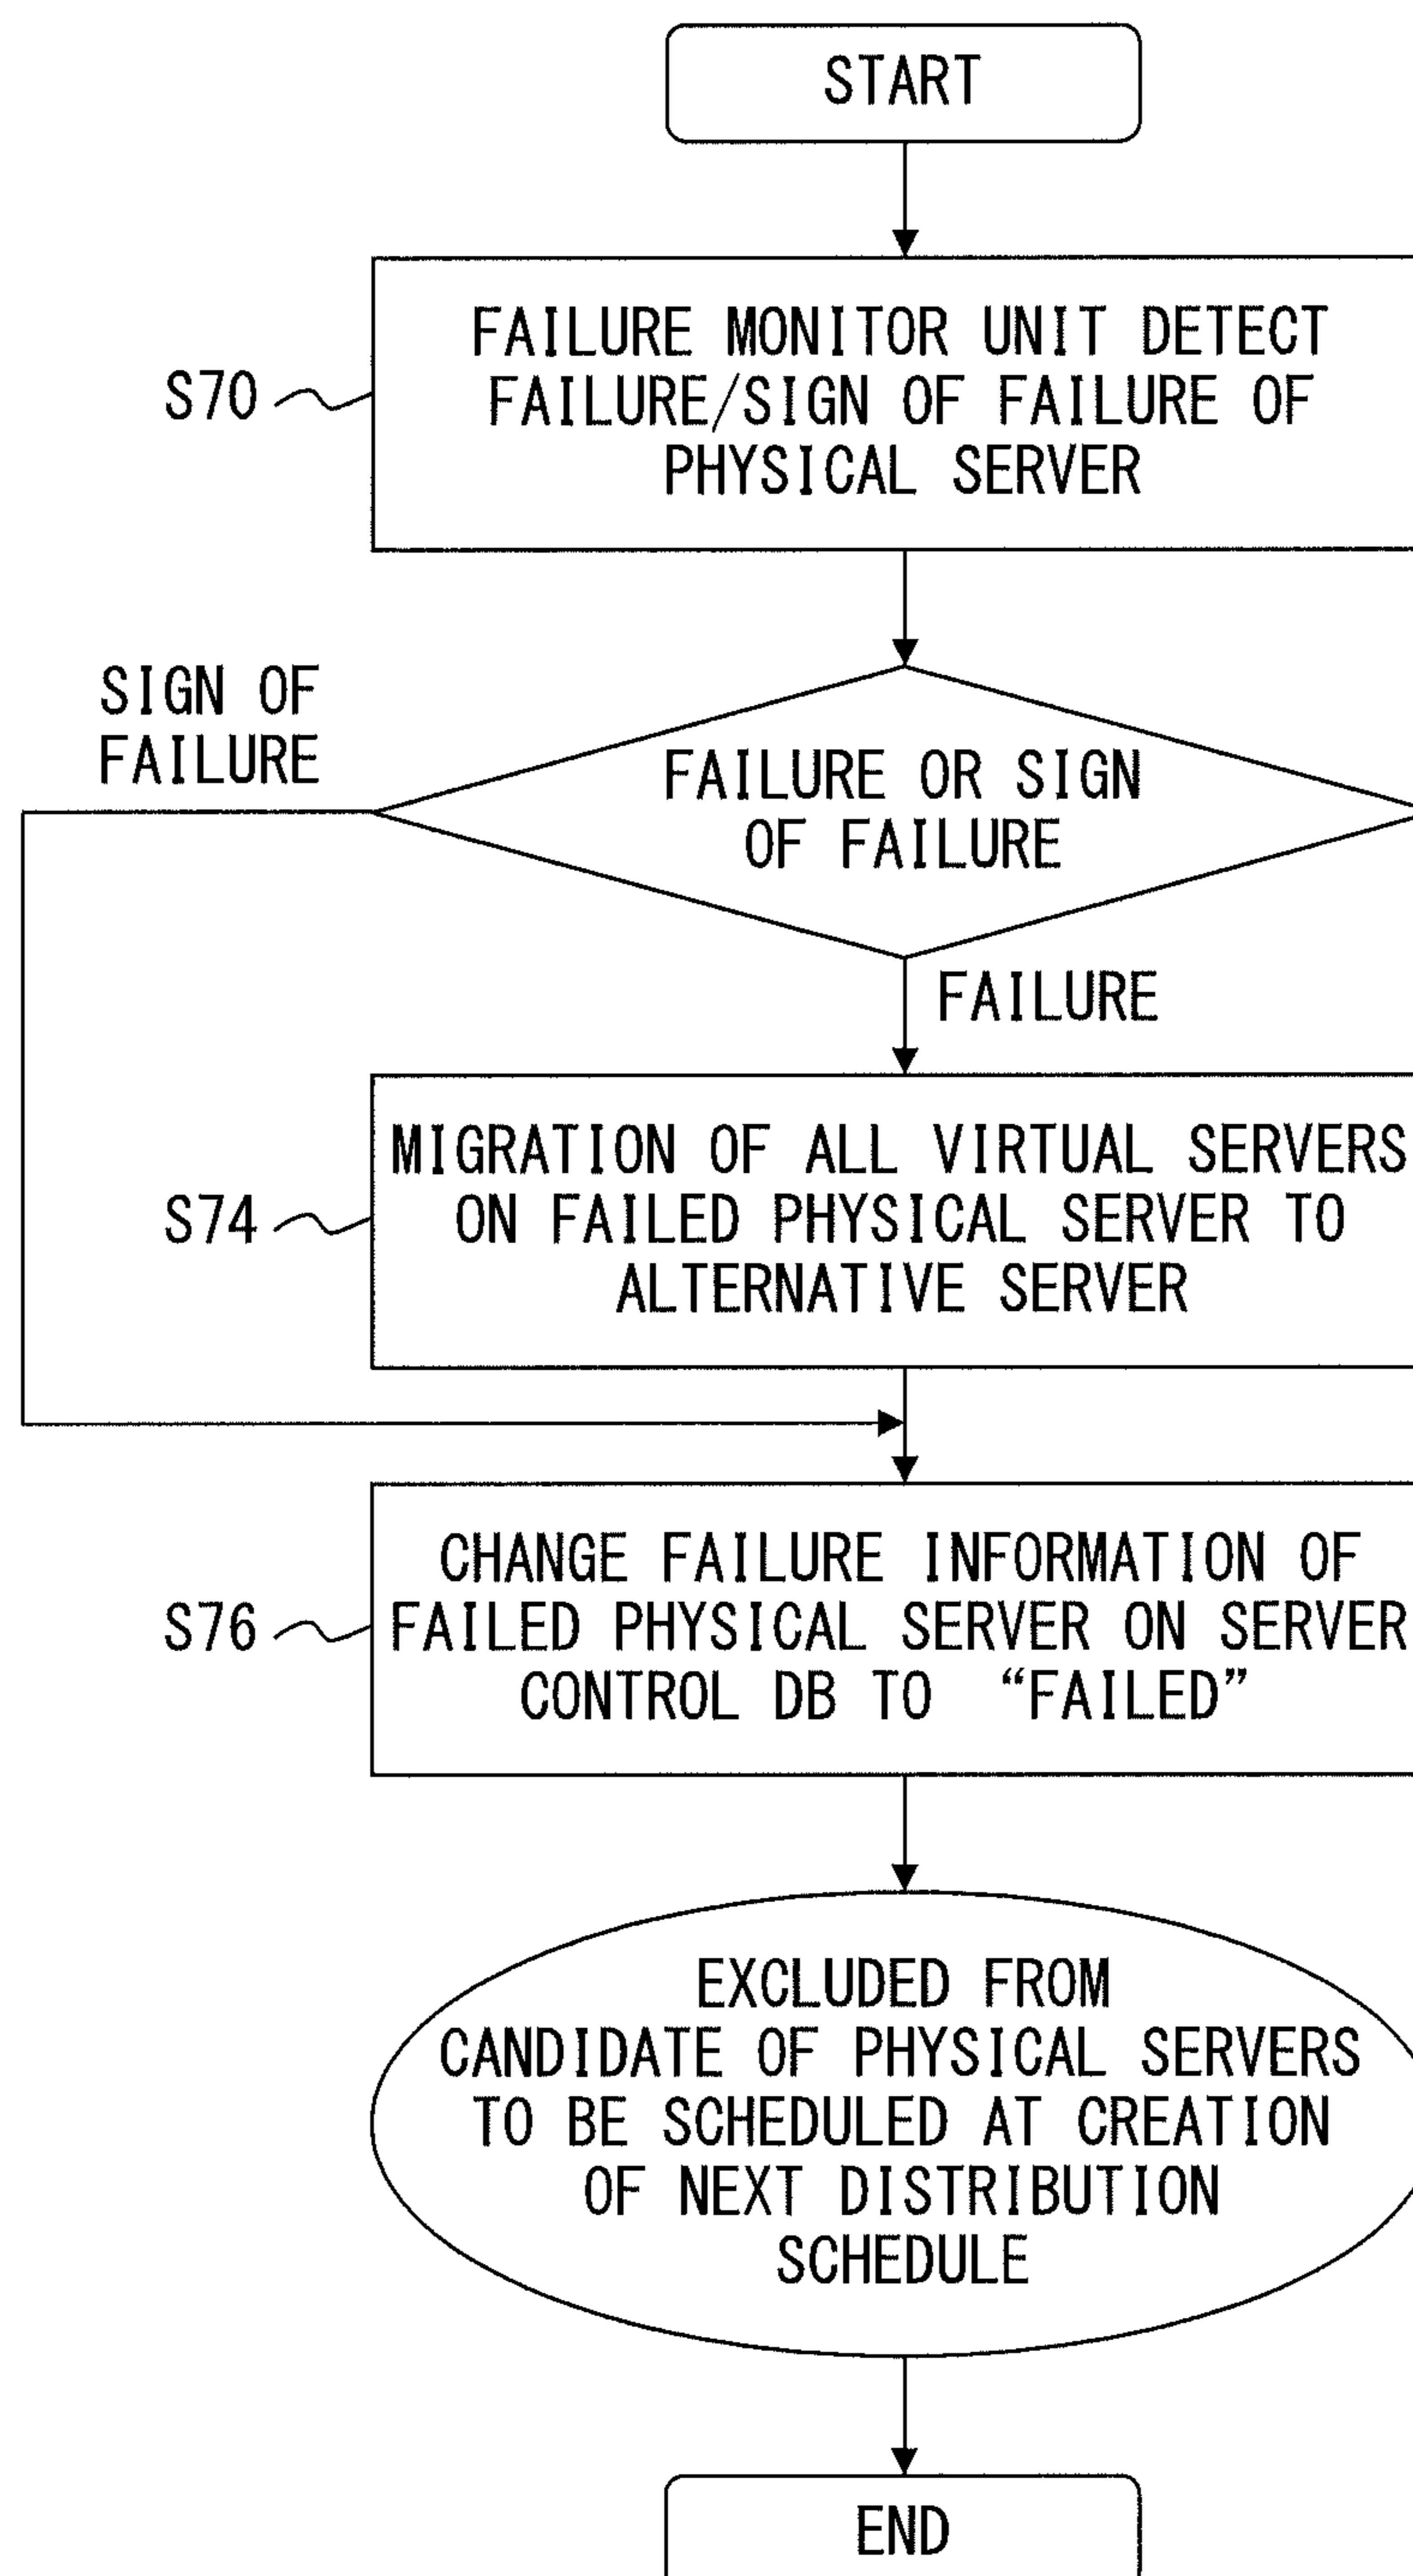 START
FAILURE MONITOR UNIT DETECT
FAILURE/SIGN OF FAILURE OF
PHYSICAL SERVER
S70
SIGN OF
FAILURE
FAILURE OR SIGN
OF FAILURE
FAILURE
MIGRATION OF ALL VIRTUAL SERVERS
ON FAILED PHYSICAL SERVER TO
ALTERNATIVE SERVER
S74
CHANGE FAILURE INFORMATION OF
FAILED PHYSICAL SERVER ON SERVER
CONTROL DB TO “FAILED”
S76
EXCLUDED FROM
CANDIDATE OF PHYSICAL SERVERS
TO BE SCHEDULED AT CREATION
OF NEXT DISTRIBUTION
SCHEDULE
END